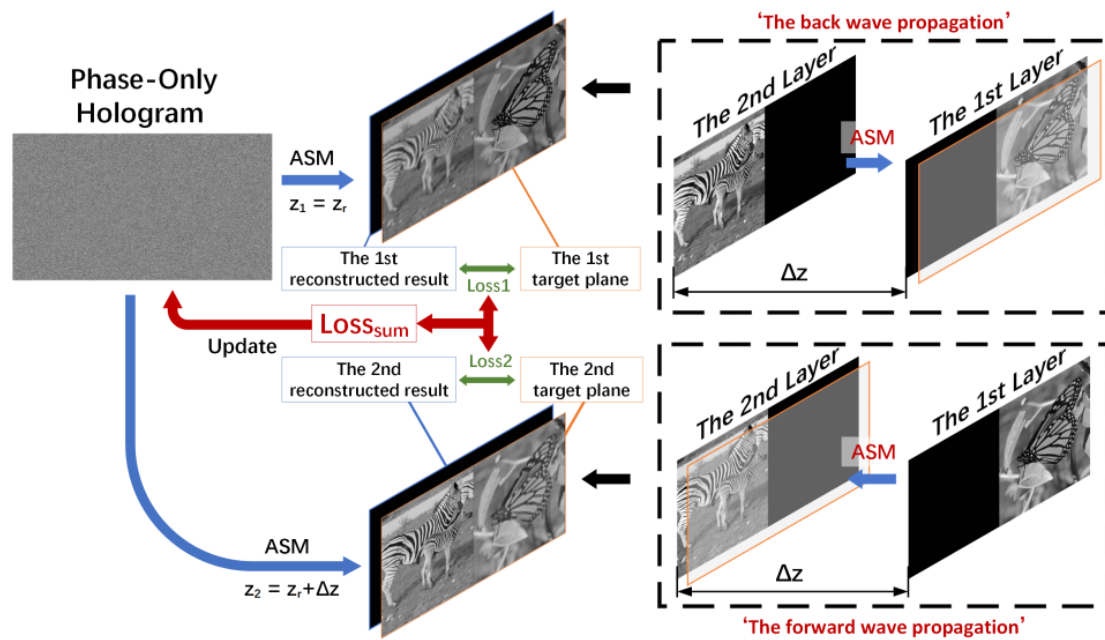 'The back wave propagation'
Phase-Only
Hologram
ASM
z₁ = zᵣ
The 2nd Layer
The 1st Layer
ASM
Δz
The 1st
reconstructed result
The 1st
target plane
Loss1
Loss_sum
Update
Loss2
The 2nd
reconstructed result
The 2nd
target plane
The 2nd Layer
The 1st Layer
ASM
Δz
ASM
z₂ = zᵣ+Δz
'The forward wave propagation'